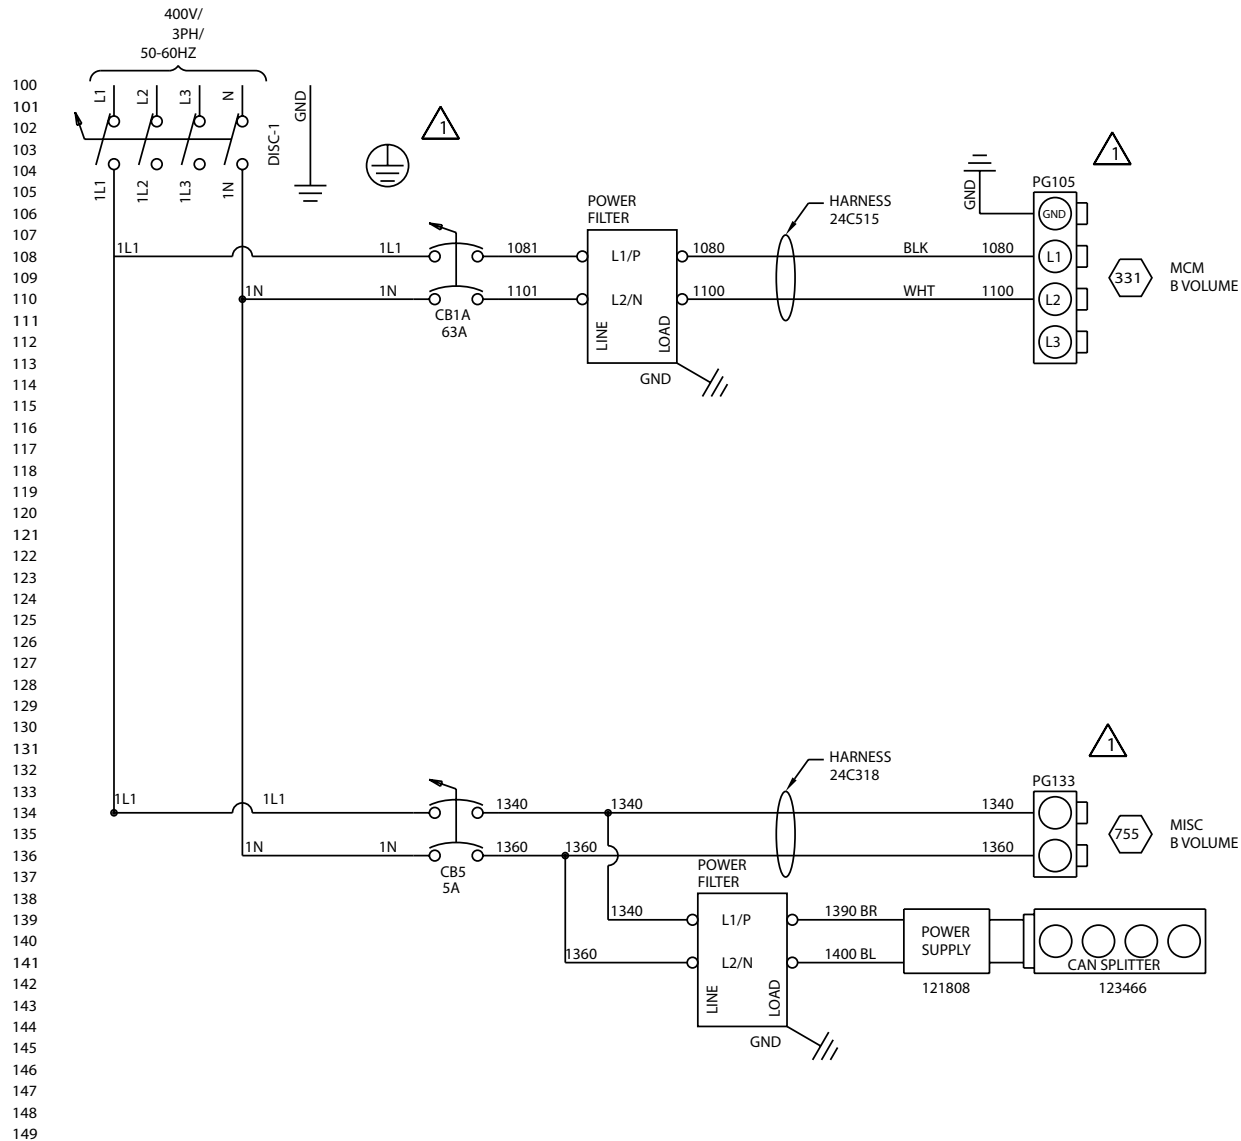 400V/
3PH/
50-60HZ
100
101
102
103
104
105
106
107
108
109
110
111
112
113
114
115
116
117
118
119
120
121
122
123
124
125
126
127
128
129
130
131
132
133
134
135
136
137
138
139
140
141
142
143
144
145
146
147
148
149
L1
L2
L3
N
GND
DISC-1
1L1
1L2
1L3
1N
1
1
GND
PG105
GND
L1
L2
L3
331
MCM
B VOLUME
POWER
FILTER
HARNESS
24C515
1L1
1L1
1081
L1/P
1080
BLK
1080
1N
1N
1101
L2/N
1100
WHT
1100
CB1A
63A
LINE
LOAD
GND
1
HARNESS
24C318
PG133
1L1
1L1
1340
1340
1340
755
MISC
B VOLUME
1N
1N
1360
1360
1360
CB5
5A
POWER
FILTER
1340
L1/P
1390 BR
1360
L2/N
1400 BL
LINE
LOAD
GND
POWER
SUPPLY
121808
CAN SPLITTER
123466